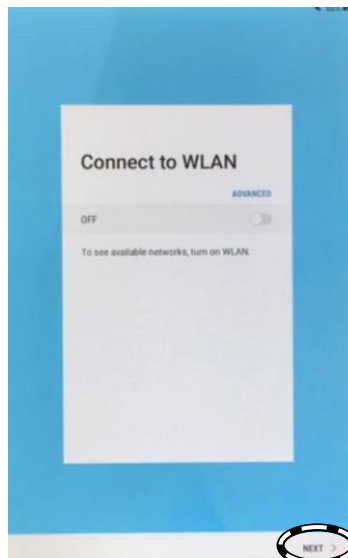 Connect to WLAN
ADVANCED
OFF
To see available networks, turn on WLAN.
NEXT